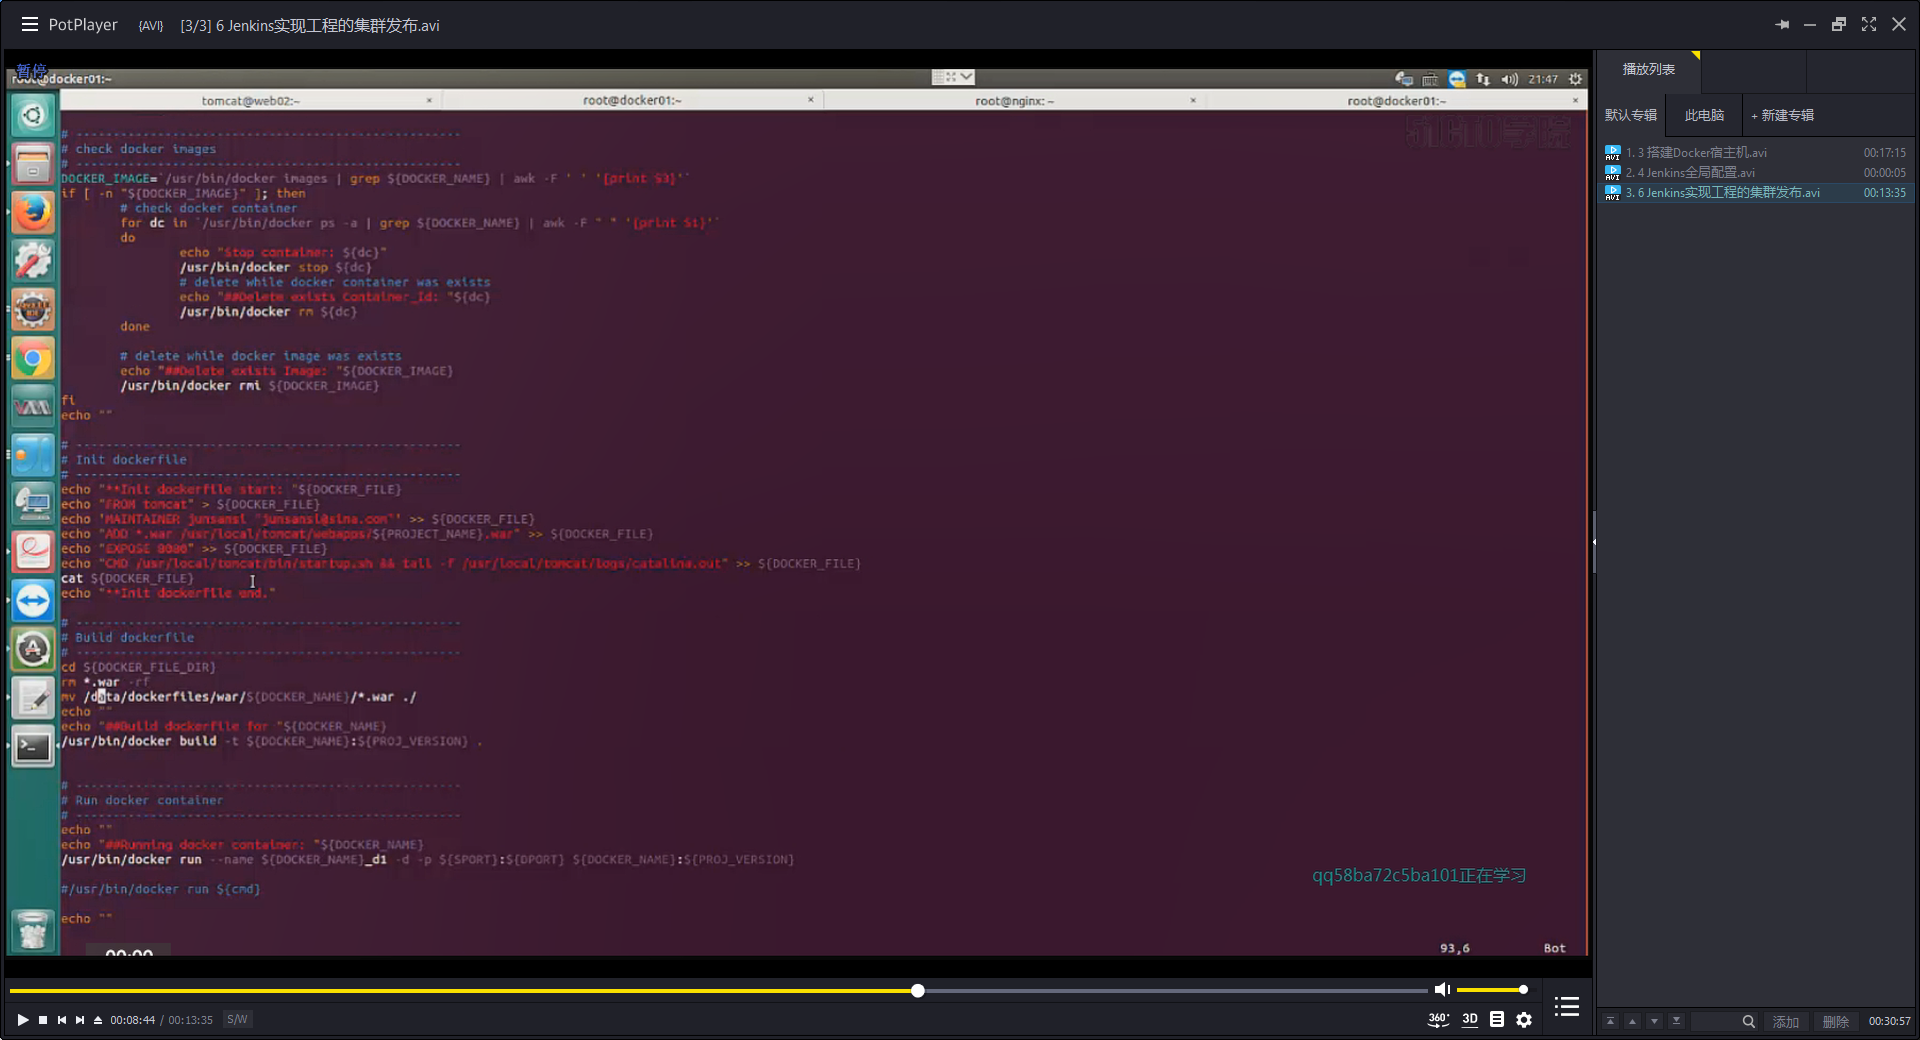 PotPlayer {AVI} [3/3] 6 Jenkins实现工程的集群发布.avi
暂停
root@docker01:~
21:47
tomcat@web02:~ × root@docker01:~ × root@nginx: ~ × root@docker01:~ ×
51CTO学院
# ----------------------------------------------------
# check docker images
# ----------------------------------------------------
DOCKER_IMAGE=`/usr/bin/docker images | grep ${DOCKER_NAME} | awk -F ' ' '{print $3}'`
if [ -n "${DOCKER_IMAGE}" ]; then
# check docker container
for dc in `/usr/bin/docker ps -a | grep ${DOCKER_NAME} | awk -F " " '{print $1}'`
do
echo "Stop container: ${dc}"
/usr/bin/docker stop ${dc}
# delete while docker container was exists
echo "##Delete exists Container_Id: "${dc}
/usr/bin/docker rm ${dc}
done
# delete while docker image was exists
echo "##Delete exists Image: "${DOCKER_IMAGE}
/usr/bin/docker rmi ${DOCKER_IMAGE}
fi
echo ""
# ----------------------------------------------------
# Init dockerfile
# ----------------------------------------------------
echo "**Init dockerfile start: "${DOCKER_FILE}
echo "FROM tomcat" > ${DOCKER_FILE}
echo 'MAINTAINER junsansi "junsansi@sina.com"' >> ${DOCKER_FILE}
echo "ADD *.war /usr/local/tomcat/webapps/${PROJECT_NAME}.war" >> ${DOCKER_FILE}
echo "EXPOSE 8080" >> ${DOCKER_FILE}
echo "CMD /usr/local/tomcat/bin/startup.sh && tail -f /usr/local/tomcat/logs/catalina.out" >> ${DOCKER_FILE}
cat ${DOCKER_FILE}
echo "**Init dockerfile end."
# ----------------------------------------------------
# Build dockerfile
# ----------------------------------------------------
cd ${DOCKER_FILE_DIR}
rm *.war -rf
mv /data/dockerfiles/war/${DOCKER_NAME}/*.war ./
echo ""
echo "##Build dockerfile for "${DOCKER_NAME}
/usr/bin/docker build -t ${DOCKER_NAME}:${PROJ_VERSION} .
# ----------------------------------------------------
# Run docker container
# ----------------------------------------------------
echo ""
echo "##Running docker container: "${DOCKER_NAME}
/usr/bin/docker run --name ${DOCKER_NAME}_d1 -d -p ${SPORT}:${DPORT} ${DOCKER_NAME}:${PROJ_VERSION}
#/usr/bin/docker run ${cmd}
echo ""
qq58ba72c5ba101正在学习
93,6 Bot
00:08:44 / 00:13:35 S/W
360° 3D
播放列表
默认专辑 此电脑 + 新建专辑
AVI 1. 3 搭建Docker宿主机.avi 00:17:15
AVI 2. 4 Jenkins全局配置.avi 00:00:05
AVI 3. 6 Jenkins实现工程的集群发布.avi 00:13:35
添加 删除 00:30:57